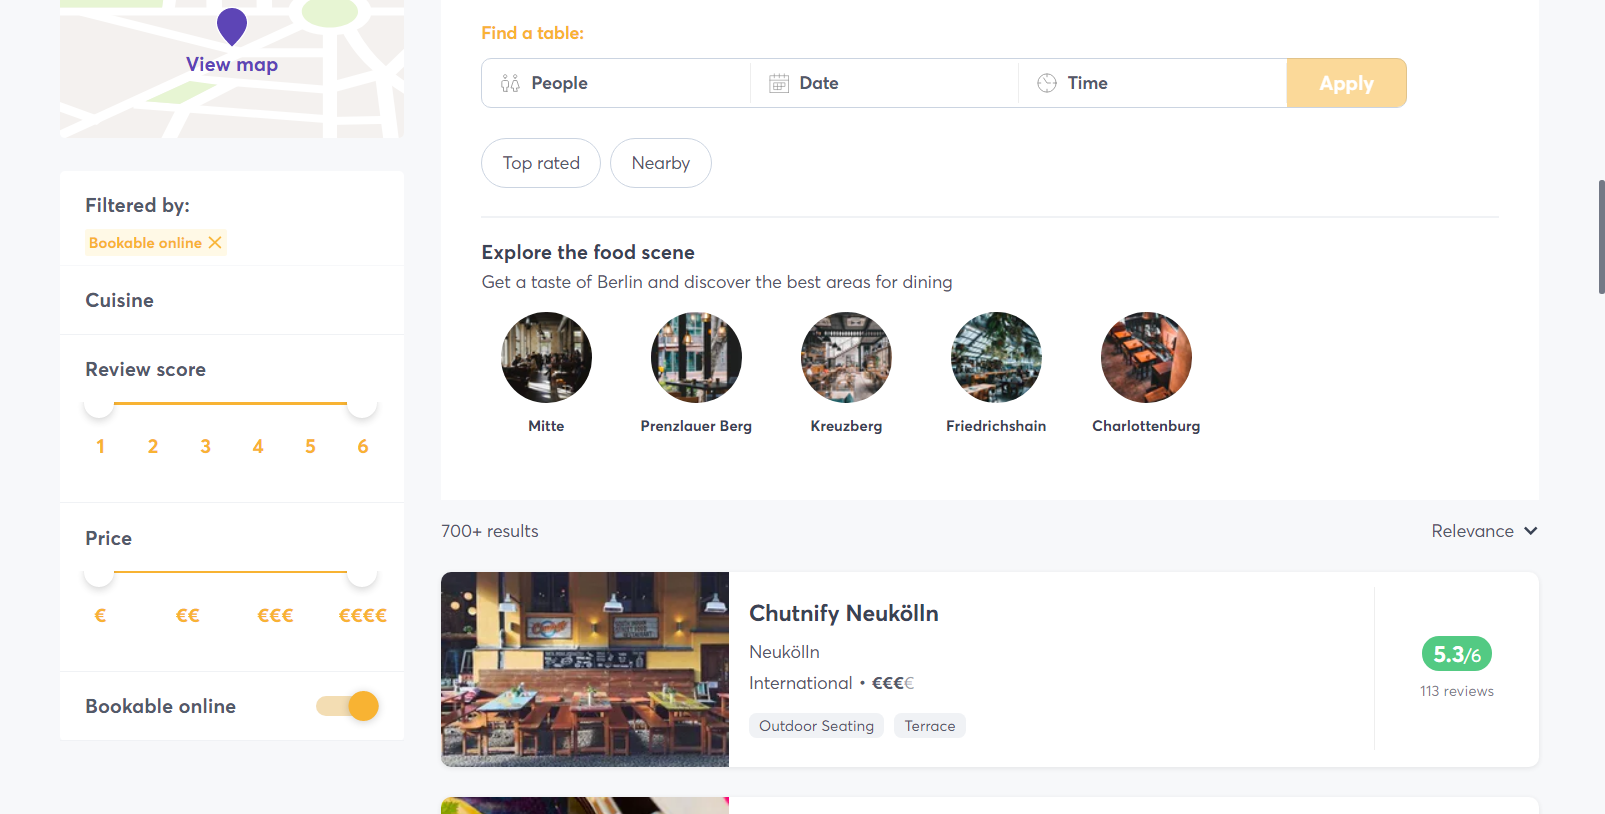 View map
Filtered by:
Bookable online
Cuisine
Review score
1 2 3 4 5 6
Price
€ €€ €€€ €€€€
Bookable online
Find a table:
People Date Time Apply
Top rated Nearby
Explore the food scene
Get a taste of Berlin and discover the best areas for dining
Mitte Prenzlauer Berg Kreuzberg Friedrichshain Charlottenburg
700+ results Relevance
Chutnify Neukölln
Neukölln
International • €€€€
Outdoor Seating Terrace
5.3/6
113 reviews